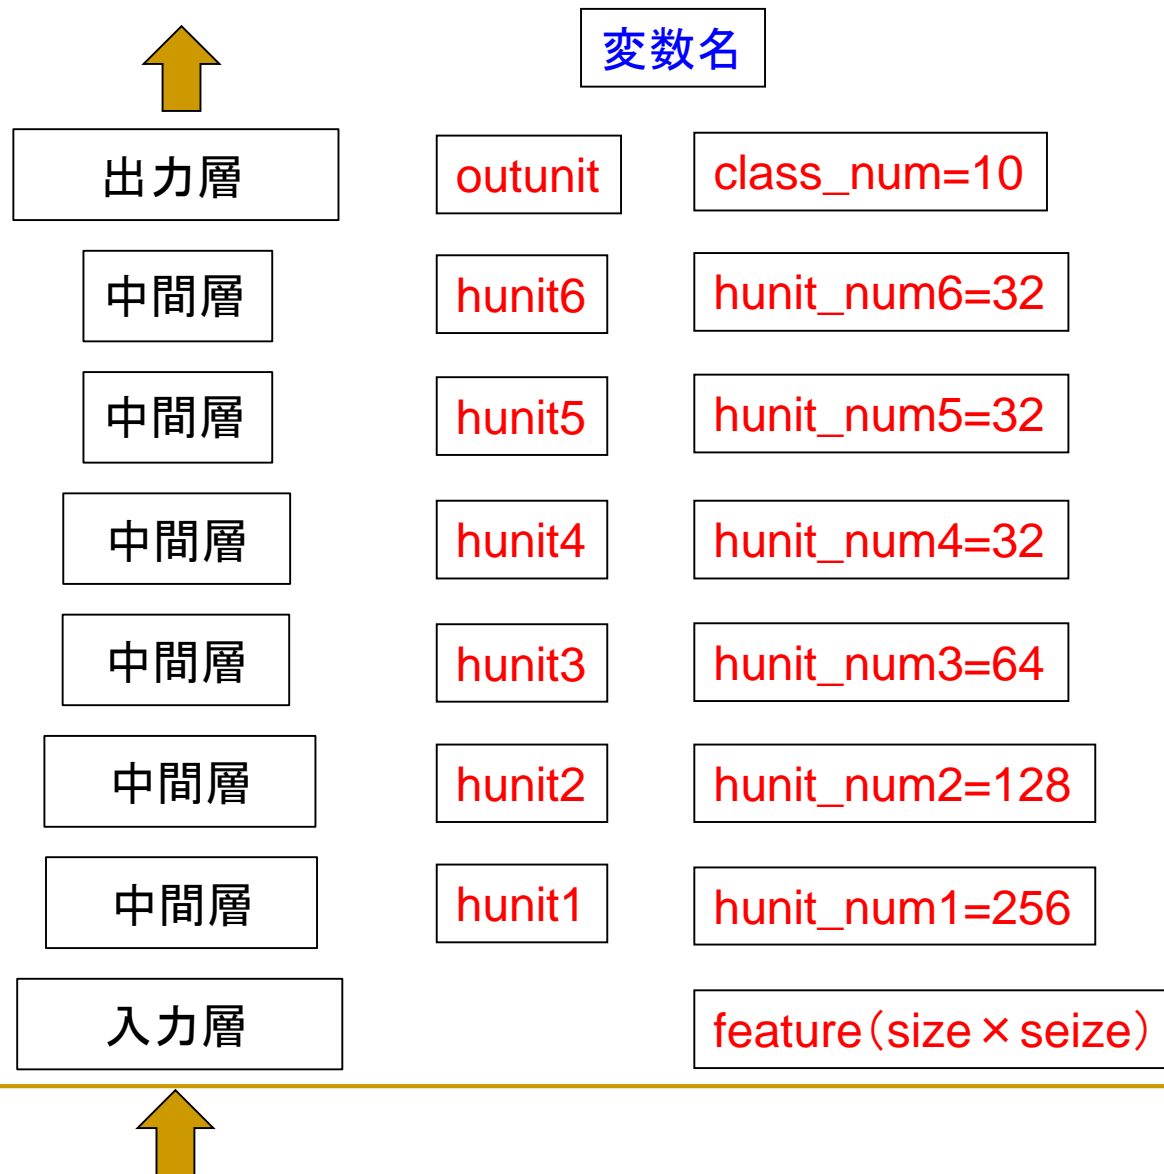 変数名
出力層 outunit class_num=10
中間層 hunit6 hunit_num6=32
中間層 hunit5 hunit_num5=32
中間層 hunit4 hunit_num4=32
中間層 hunit3 hunit_num3=64
中間層 hunit2 hunit_num2=128
中間層 hunit1 hunit_num1=256
入力層 feature（size×seize）